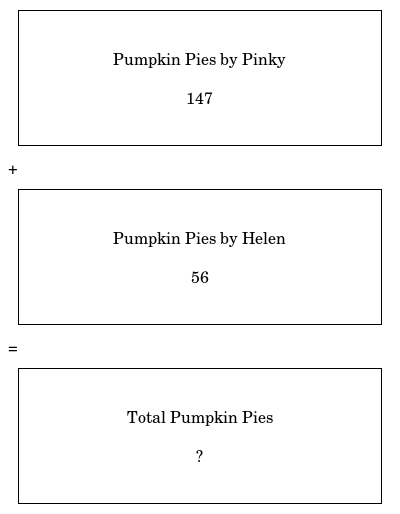 Pumpkin Pies by Pinky
147
+
Pumpkin Pies by Helen
56
=
Total Pumpkin Pies
?